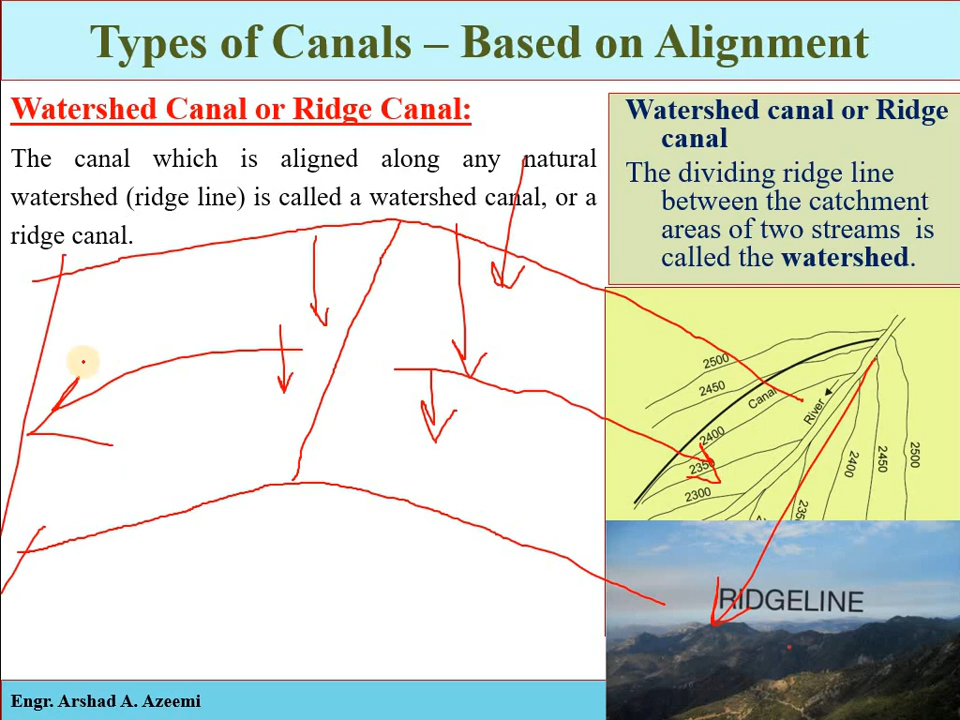 Types of Canals – Based on Alignment
Watershed Canal or Ridge Canal:
The canal which is aligned along any natural
watershed (ridge line) is called a watershed canal, or a
ridge canal.
Watershed canal or Ridge
canal
The dividing ridge line
between the catchment
areas of two streams is
called the watershed.
2500
2450
Canal
River
2400
2350
2300
2400
2450
2500
RIDGELINE
Engr. Arshad A. Azeemi